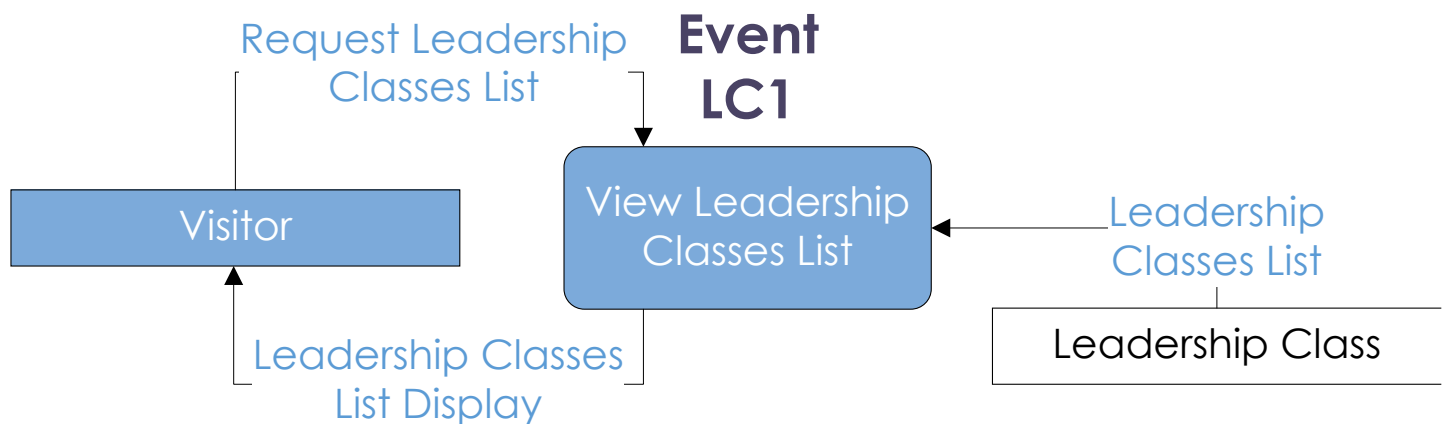 Request Leadership
Classes List
Event
LC1
Visitor
View Leadership
Classes List
Leadership
Classes List
Leadership Class
Leadership Classes
List Display